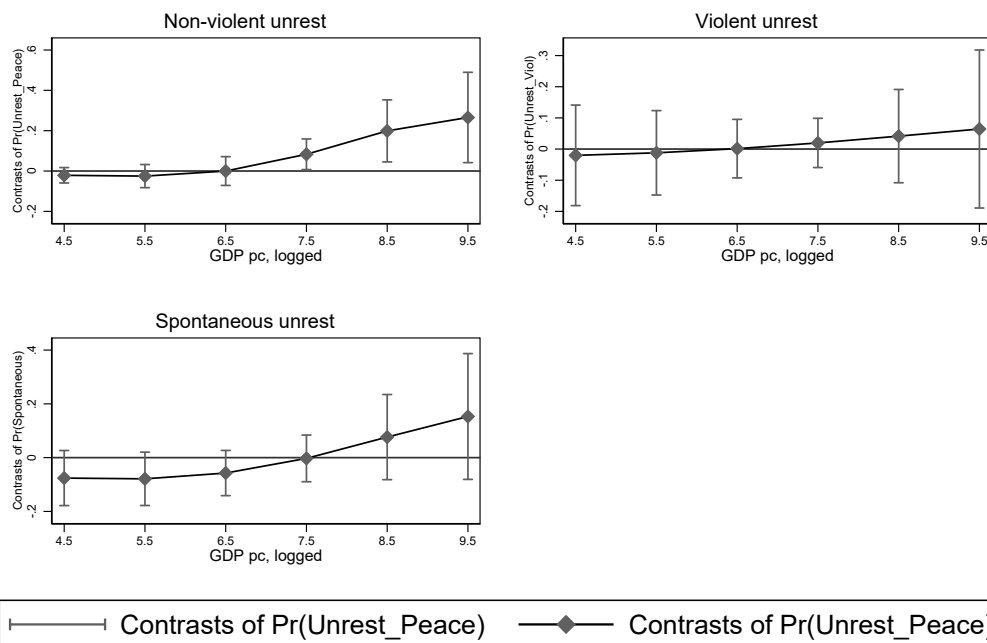 Non-violent unrest
Contrasts of Pr(Unrest_Peace)
-.2 0 .2 .4 .6
4.5 5.5 6.5 7.5 8.5 9.5
GDP pc, logged
Violent unrest
Contrasts of Pr(Unrest_Viol)
-.2 -.1 0 .1 .2 .3
4.5 5.5 6.5 7.5 8.5 9.5
GDP pc, logged
Spontaneous unrest
Contrasts of Pr(Spontaneous)
-.2 0 .2 .4
4.5 5.5 6.5 7.5 8.5 9.5
GDP pc, logged
Contrasts of Pr(Unrest_Peace) Contrasts of Pr(Unrest_Peace)